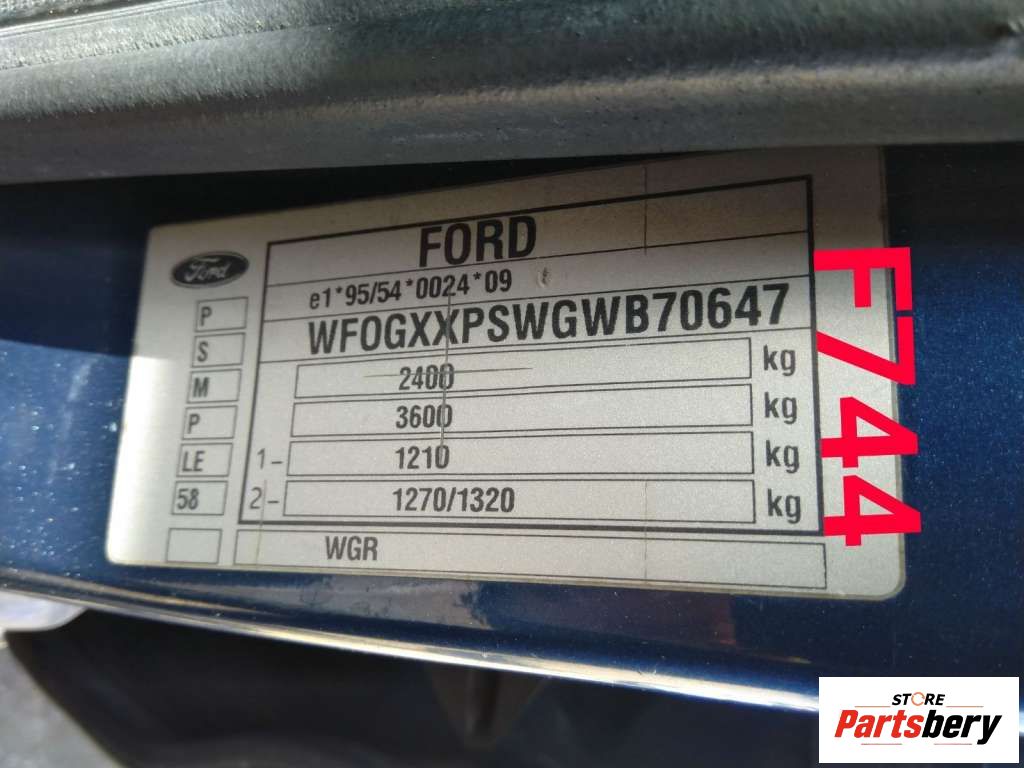 Ford
FORD
e1*95/54*0024*09
WF0GXXPSWGWB70647
P
S
M
P
LE
58
2400 kg
3600 kg
1- 1210 kg
2- 1270/1320 kg
WGR
F744
STORE
Partsbery